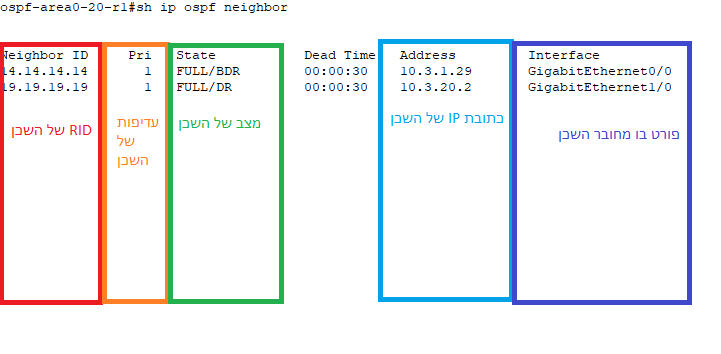 ospf-area0-20-r1#sh ip ospf neighbor
Neighbor ID Pri State Dead Time Address Interface
14.14.14.14 1 FULL/BDR 00:00:30 10.3.1.29 GigabitEthernet0/0
19.19.19.19 1 FULL/DR 00:00:30 10.3.20.2 GigabitEthernet1/0
RID של השכן
עדיפות
של
השכן
מצב של השכן
כתובת IP של השכן
פורט בו מחובר השכן